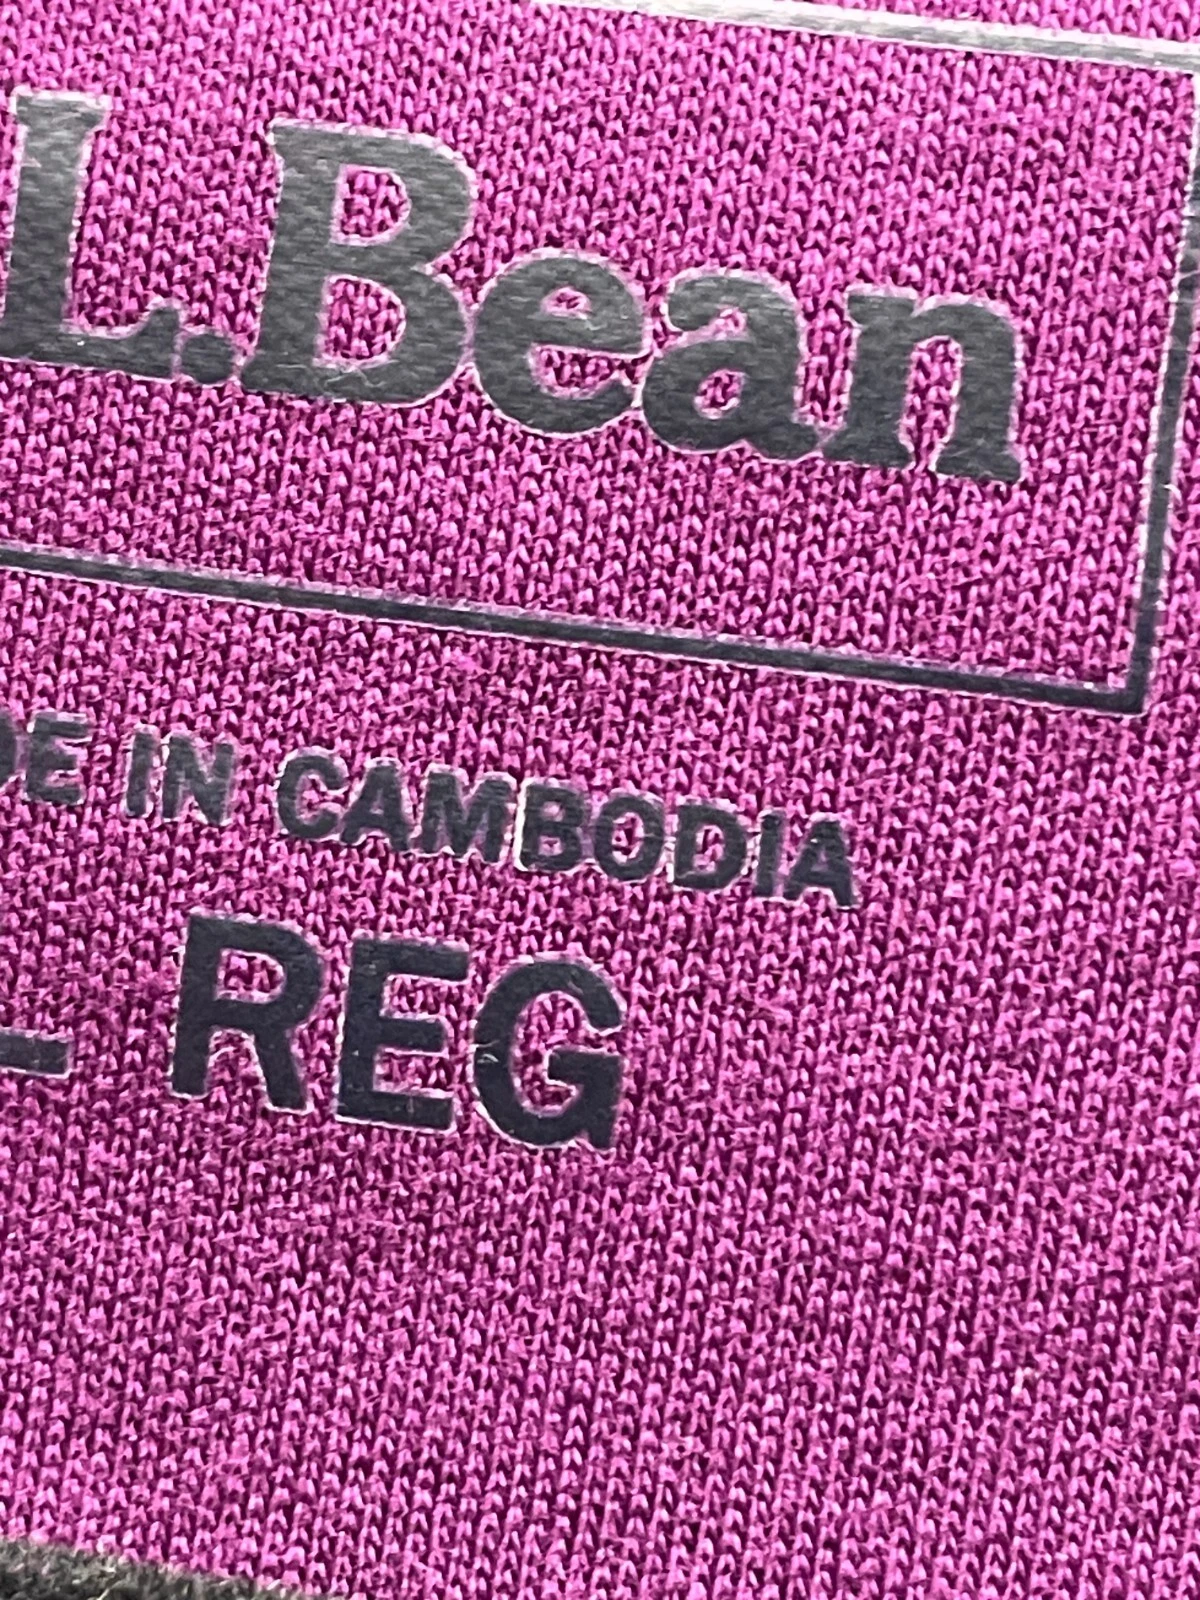 L.Bean
DE IN CAMBODIA
REG